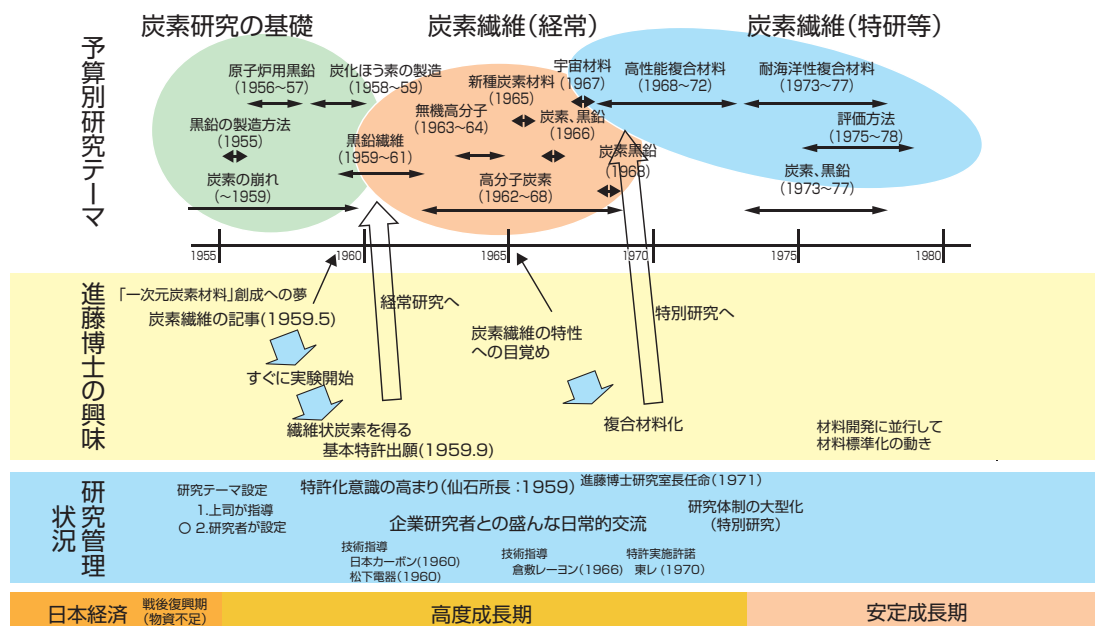 炭素研究の基礎
炭素繊維（経常）
炭素繊維（特研等）
予算別研究テーマ
原子炉用黒鉛
（1956～57）
炭化ほう素の製造
（1958～59）
黒鉛の製造方法
（1955）
炭素の崩れ
（～1959）
黒鉛繊維
（1959～61）
無機高分子
（1963～64）
新種炭素材料
（1965）
宇宙材料
（1967）
炭素、黒鉛
（1966）
炭素黒鉛
（1968）
高分子炭素
（1962～68）
高性能複合材料
（1968～72）
耐海洋性複合材料
（1973～77）
評価方法
（1975～78）
炭素、黒鉛
（1973～77）
1955
1960
1965
1970
1975
1980
進藤博士の興味
「一次元炭素材料」創成への夢
炭素繊維の記事(1959.5)
すぐに実験開始
繊維状炭素を得る
基本特許出願(1959.9)
経常研究へ
炭素繊維の特性
への目覚め
複合材料化
特別研究へ
材料開発に並行して
材料標準化の動き
研究管理
状況
研究テーマ設定
1.上司が指導
○ 2.研究者が設定
特許化意識の高まり(仙石所長：1959)
進藤博士研究室長任命(1971)
企業研究者との盛んな日常的交流
研究体制の大型化
（特別研究）
技術指導
日本カーボン(1960)
松下電器(1960)
技術指導
倉敷レーヨン(1966)
特許実施許諾
東レ (1970)
日本経済
戦後復興期
（物資不足）
高度成長期
安定成長期